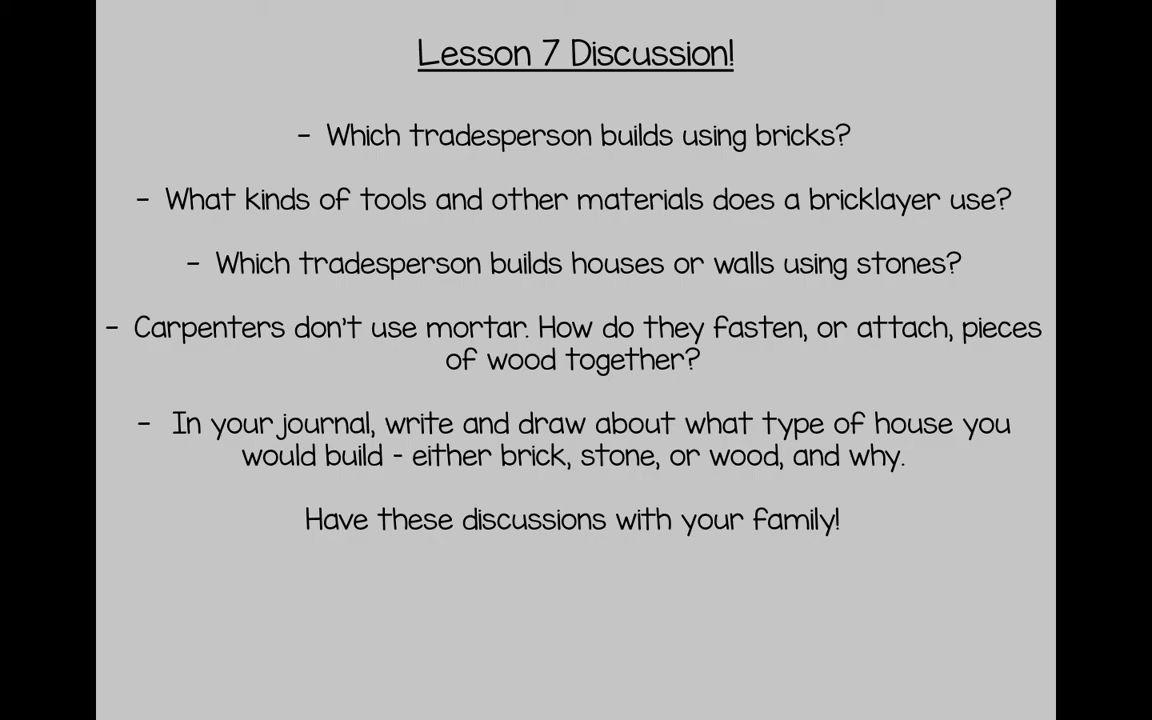 Lesson 7 Discussion!
- Which tradesperson builds using bricks?
- What kinds of tools and other materials does a bricklayer use?
- Which tradesperson builds houses or walls using stones?
- Carpenters don't use mortar. How do they fasten, or attach, pieces
of wood together?
- In your journal, write and draw about what type of house you
would build - either brick, stone, or wood, and why.
Have these discussions with your family!